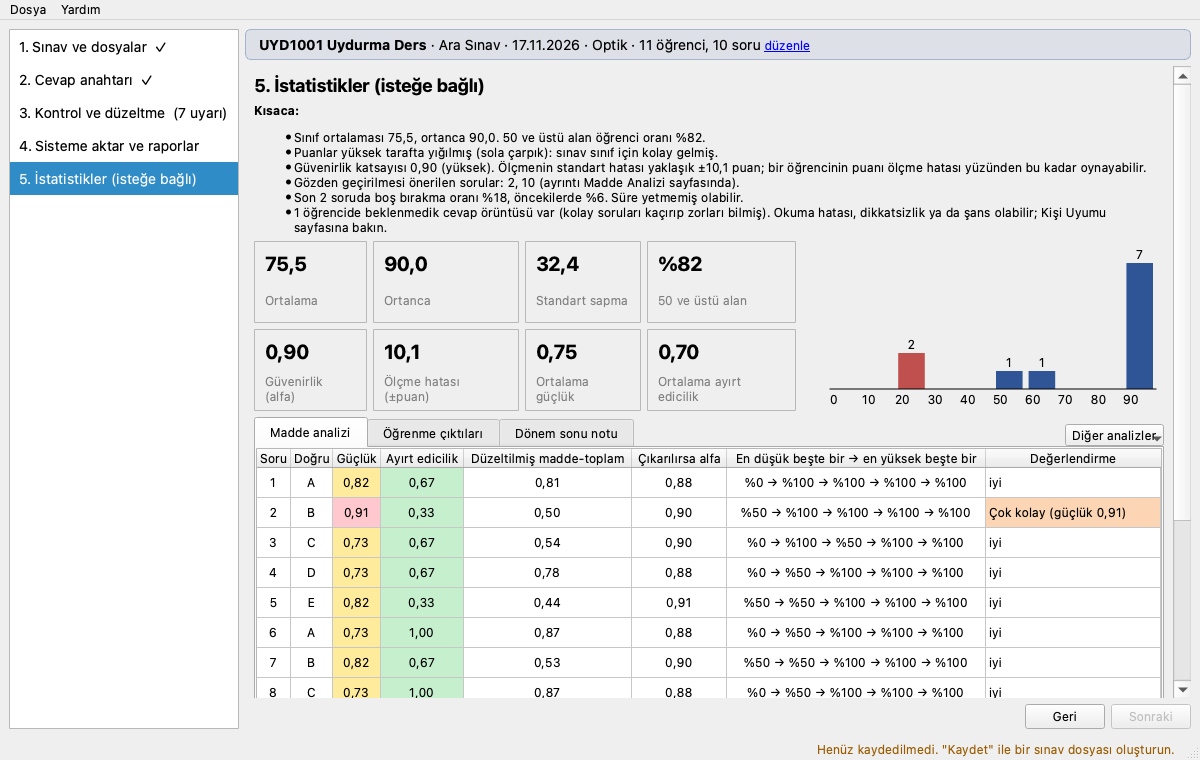 Dosya Yardım
1. Sınav ve dosyalar ✓
2. Cevap anahtarı ✓
3. Kontrol ve düzeltme (7 uyarı)
4. Sisteme aktar ve raporlar
5. İstatistikler (isteğe bağlı)
UYD1001 Uydurma Ders · Ara Sınav · 17.11.2026 · Optik · 11 öğrenci, 10 soru düzenle
5. İstatistikler (isteğe bağlı)
Kısaca:
• Sınıf ortalaması 75,5, ortanca 90,0. 50 ve üstü alan öğrenci oranı %82.
• Puanlar yüksek tarafta yığılmış (sola çarpık): sınav sınıf için kolay gelmiş.
• Güvenirlik katsayısı 0,90 (yüksek). Ölçmenin standart hatası yaklaşık ±10,1 puan; bir öğrencinin puanı ölçme hatası yüzünden bu kadar oynayabilir.
• Gözden geçirilmesi önerilen sorular: 2, 10 (ayrıntı Madde Analizi sayfasında).
• Son 2 soruda boş bırakma oranı %18, öncekilerde %6. Süre yetmemiş olabilir.
• 1 öğrencide beklenmedik cevap örüntüsü var (kolay soruları kaçırıp zorları bilmiş). Okuma hatası, dikkatsizlik ya da şans olabilir; Kişi Uyumu
sayfasına bakın.
75,5
Ortalama
90,0
Ortanca
32,4
Standart sapma
%82
50 ve üstü alan
0,90
Güvenirlik
(alfa)
10,1
Ölçme hatası
(±puan)
0,75
Ortalama
güçlük
0,70
Ortalama ayırt
edicilik
2 1 1 7
0 10 20 30 40 50 60 70 80 90
Madde analizi Öğrenme çıktıları Dönem sonu notu
Diğer analizler
Soru Doğru Güçlük Ayırt edicilik Düzeltilmiş madde-toplam Çıkarılırsa alfa En düşük beşte bir → en yüksek beşte bir Değerlendirme
1 A 0,82 0,67 0,81 0,88 %0 → %100 → %100 → %100 → %100 iyi
2 B 0,91 0,33 0,50 0,90 %50 → %100 → %100 → %100 → %100 Çok kolay (güçlük 0,91)
3 C 0,73 0,67 0,54 0,90 %0 → %100 → %50 → %100 → %100 iyi
4 D 0,73 0,67 0,78 0,88 %0 → %50 → %100 → %100 → %100 iyi
5 E 0,82 0,33 0,44 0,91 %50 → %50 → %100 → %100 → %100 iyi
6 A 0,73 1,00 0,87 0,88 %0 → %50 → %100 → %100 → %100 iyi
7 B 0,82 0,67 0,53 0,90 %50 → %50 → %100 → %100 → %100 iyi
8 C 0,73 1,00 0,87 0,88 %0 → %50 → %100 → %100 → %100 iyi
Geri
Sonraki
Henüz kaydedilmedi. "Kaydet" ile bir sınav dosyası oluşturun.